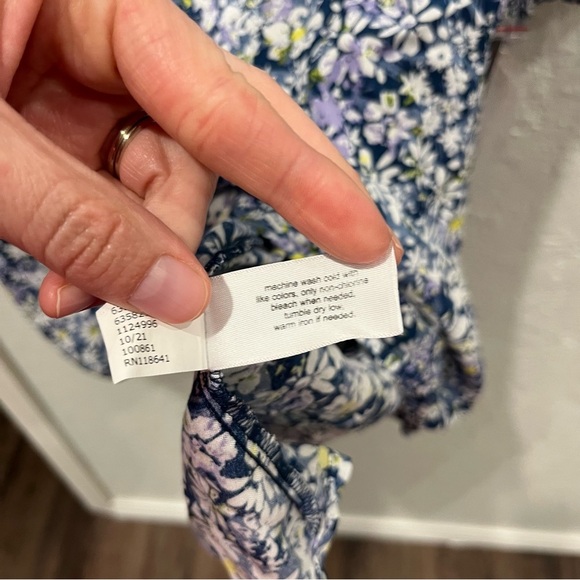 1124996
10/21
100861
RN118641
machine wash cold with
like colors, only non-chlorine
bleach when needed.
tumble dry low,
warm iron if needed.